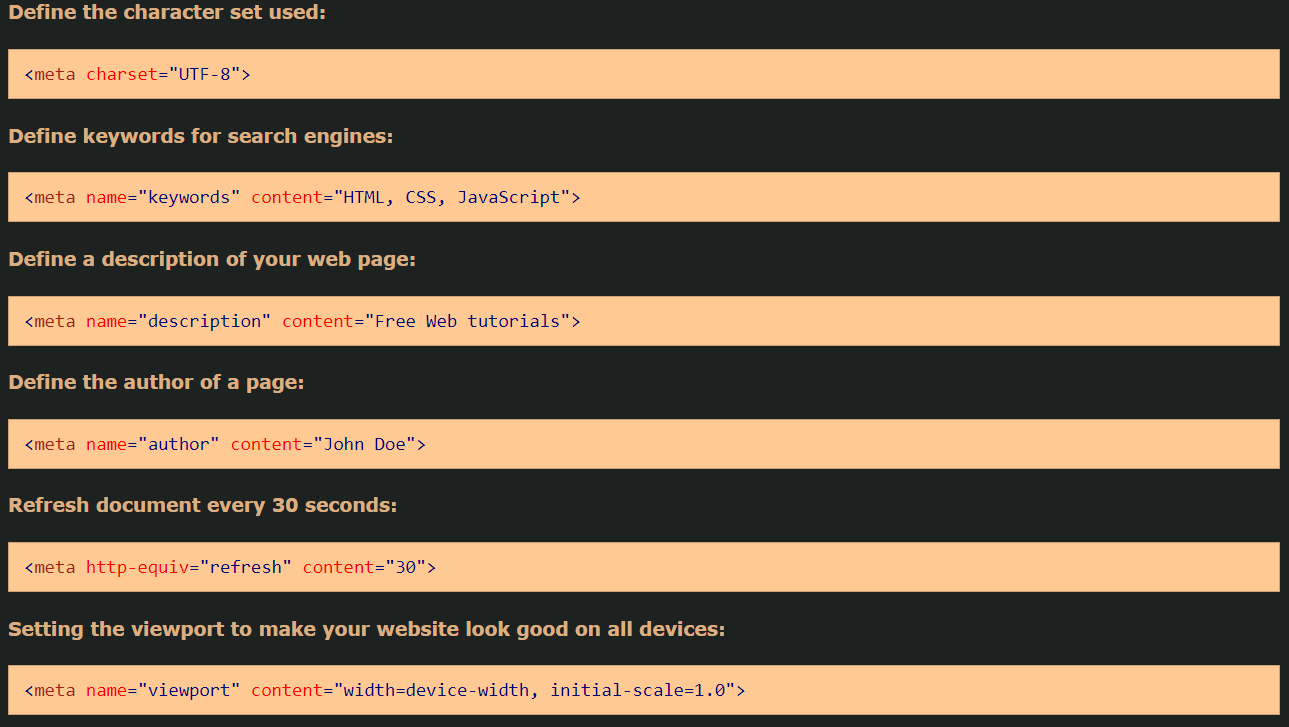 Define the character set used:
<meta charset="UTF-8">
Define keywords for search engines:
<meta name="keywords" content="HTML, CSS, JavaScript">
Define a description of your web page:
<meta name="description" content="Free Web tutorials">
Define the author of a page:
<meta name="author" content="John Doe">
Refresh document every 30 seconds:
<meta http-equiv="refresh" content="30">
Setting the viewport to make your website look good on all devices:
<meta name="viewport" content="width=device-width, initial-scale=1.0">